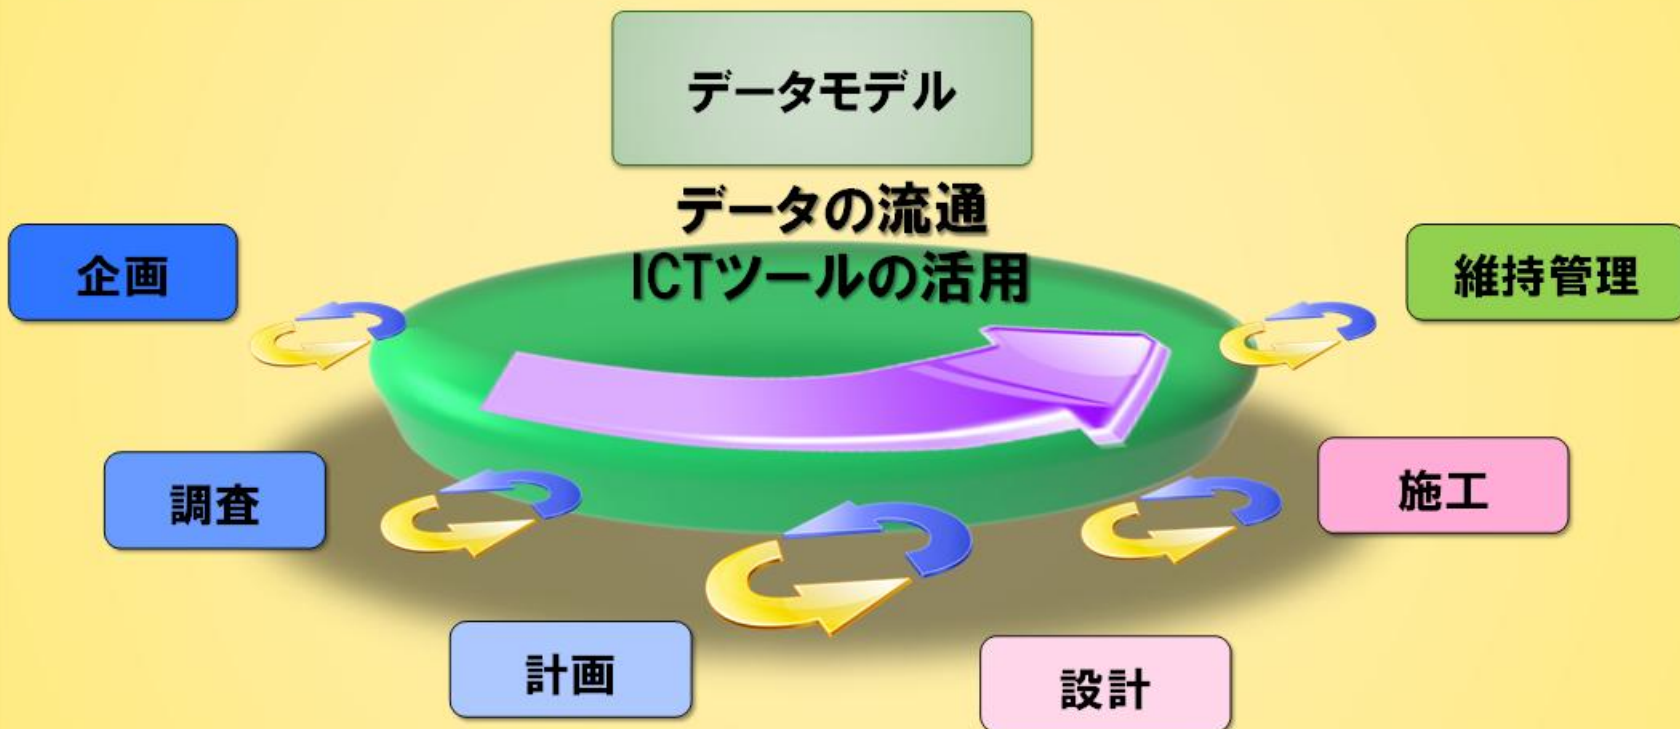 データモデル
データの流通
ICTツールの活用
企画
維持管理
調査
施工
計画
設計